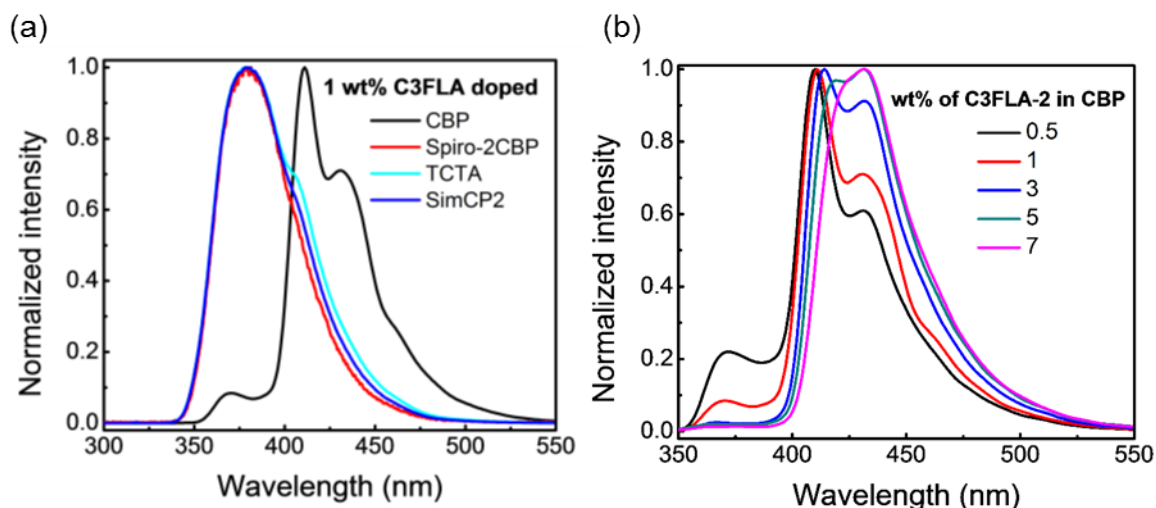 (a)
Normalized intensity
1.0
0.8
0.6
0.4
0.2
0.0
300 350 400 450 500 550
Wavelength (nm)
1 wt% C3FLA doped
CBP
Spiro-2CBP
TCTA
SimCP2
(b)
Normalized intensity
1.0
0.8
0.6
0.4
0.2
0.0
350 400 450 500 550
Wavelength (nm)
wt% of C3FLA-2 in CBP
0.5
1
3
5
7